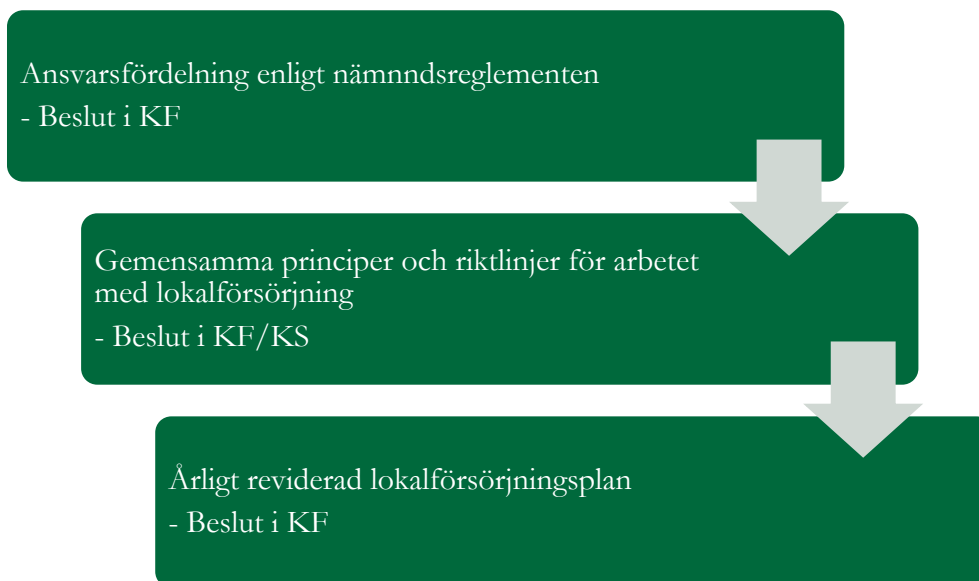 Ansvarsfördelning enligt nämnndsreglementen
- Beslut i KF
Gemensamma principer och riktlinjer för arbetet
med lokalförsörjning
- Beslut i KF/KS
Årligt reviderad lokalförsörjningsplan
- Beslut i KF